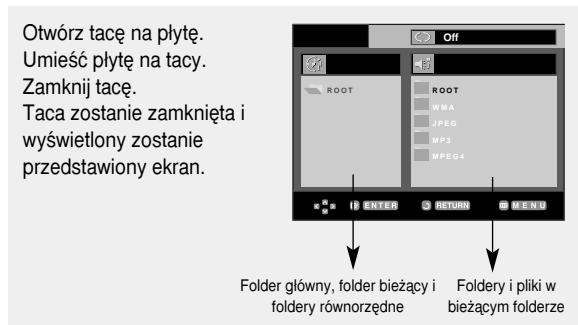 Otwórz tacę na płytę.
Umieść płytę na tacy.
Zamknij tacę.
Taca zostanie zamknięta i
wyświetlony zostanie
przedstawiony ekran.
Off
ROOT
ROOT
WMA
JPEG
MP3
MPEG4
ENTER RETURN MENU
Folder główny, folder bieżący i
foldery równorzędne
Foldery i pliki w
bieżącym folderze